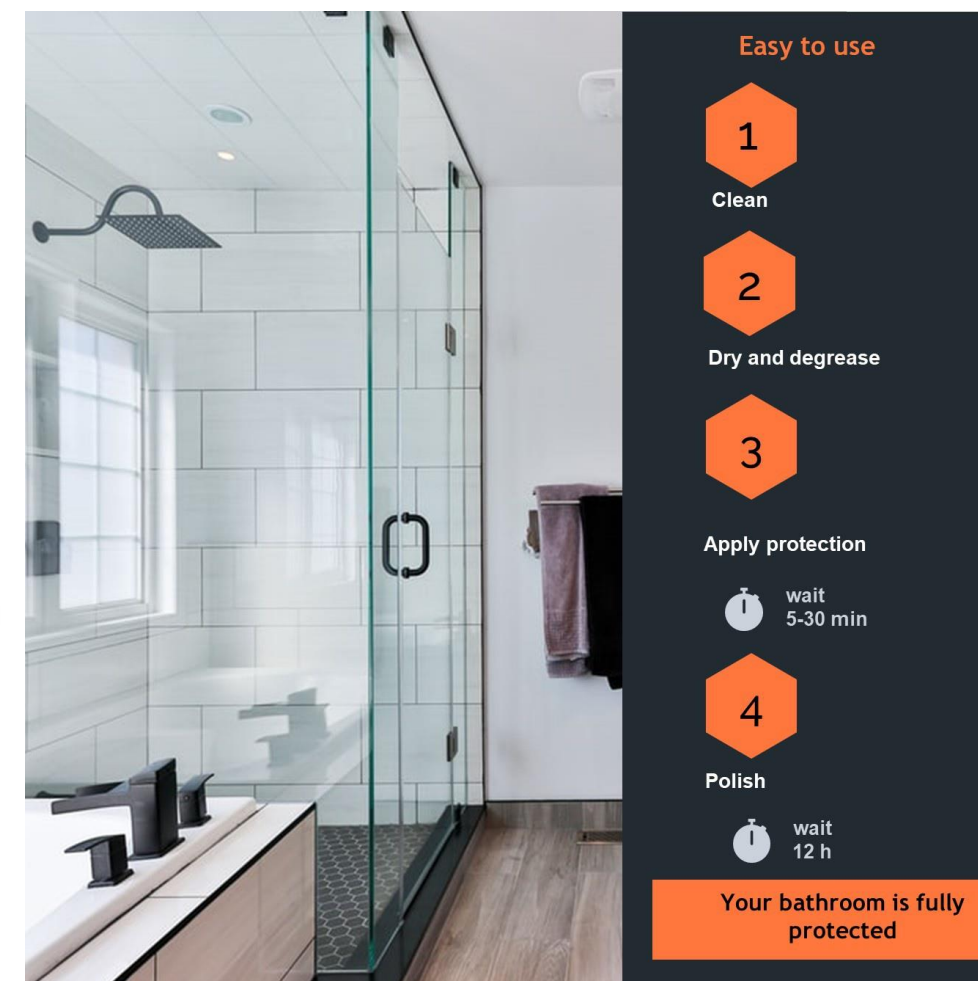 Easy to use
1
Clean
2
Dry and degrease
3
Apply protection
wait
5-30 min
4
Polish
wait
12 h
Your bathroom is fully
protected